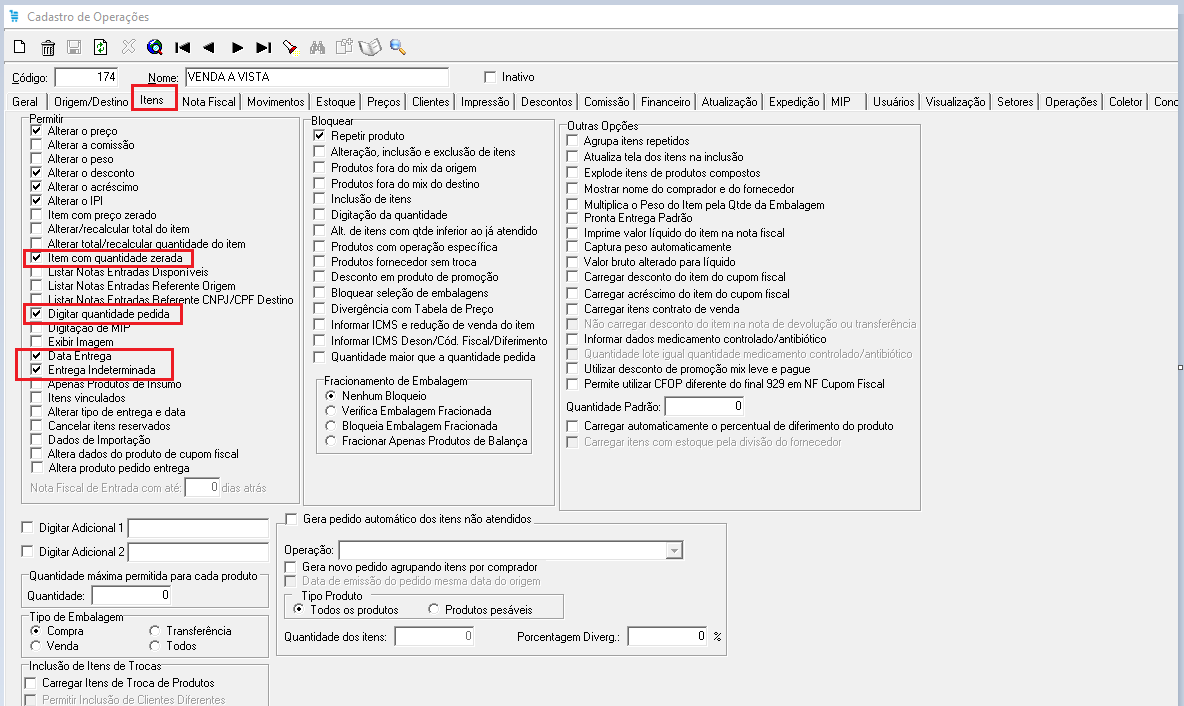 Cadastro de Operações
Código: 174 Nome: VENDA A VISTA Inativo
Geral Origem/Destino Itens Nota Fiscal Movimentos Estoque Preços Clientes Impressão Descontos Comissão Financeiro Atualização Expedição MIP Usuários Visualização Setores Operações Coletor Conc
Permitir
Alterar o preço
Alterar a comissão
Alterar o peso
Alterar o desconto
Alterar o acréscimo
Alterar o IPI
Item com preço zerado
Alterar/recalcular total do item
Alterar total/recalcular quantidade do item
Item com quantidade zerada
Listar Notas Entradas Disponíveis
Listar Notas Entradas Referente Origem
Listar Notas Entradas Referente CNPJ/CPF Destino
Digitar quantidade pedida
Digitação de MIP
Exibir Imagem
Data Entrega
Entrega Indeterminada
Apenas Produtos de Insumo
Itens vinculados
Alterar tipo de entrega e data
Cancelar itens reservados
Dados de Importação
Altera dados do produto de cupom fiscal
Altera produto pedido entrega
Nota Fiscal de Entrada com até: 0 dias atrás
Bloquear
Repetir produto
Alteração, inclusão e exclusão de itens
Produtos fora do mix da origem
Produtos fora do mix do destino
Inclusão de itens
Digitação da quantidade
Alt. de itens com qtde inferior ao já atendido
Produtos com operação específica
Produtos fornecedor sem troca
Desconto em produto de promoção
Bloquear seleção de embalagens
Divergência com Tabela de Preço
Informar ICMS e redução de venda do item
Informar ICMS Deson/Cód. Fiscal/Diferimento
Quantidade maior que a quantidade pedida
Fracionamento de Embalagem
Nenhum Bloqueio
Verifica Embalagem Fracionada
Bloqueia Embalagem Fracionada
Fracionar Apenas Produtos de Balança
Outras Opções
Agrupa itens repetidos
Atualiza tela dos itens na inclusão
Explode itens de produtos compostos
Mostrar nome do comprador e do fornecedor
Multiplica o Peso do Item pela Qtde da Embalagem
Pronta Entrega Padrão
Imprime valor líquido do item na nota fiscal
Captura peso automaticamente
Valor bruto alterado para líquido
Carregar desconto do item do cupom fiscal
Carregar acréscimo do item do cupom fiscal
Carregar itens contrato de venda
Não carregar desconto do item na nota de devolução ou transferência
Informar dados medicamento controlado/antibiótico
Quantidade lote igual quantidade medicamento controlado/antibiótico
Utilizar desconto de promoção mix leve e pague
Permite utilizar CFOP diferente do final 929 em NF Cupom Fiscal
Quantidade Padrão: 0
Carregar automaticamente o percentual de diferimento do produto
Carregar itens com estoque pela divisão do fornecedor
Digitar Adicional 1
Digitar Adicional 2
Quantidade máxima permitida para cada produto
Quantidade: 0
Tipo de Embalagem
Compra Transferência
Venda Todos
Inclusão de Itens de Trocas
Carregar Itens de Troca de Produtos
Permitir Inclusão de Clientes Diferentes
Gera pedido automático dos itens não atendidos
Operação:
Gera novo pedido agrupando itens por comprador
Data de emissão do pedido mesma data do origem
Tipo Produto
Todos os produtos Produtos pesáveis
Quantidade dos itens: 0 Porcentagem Diverg.: 0 %